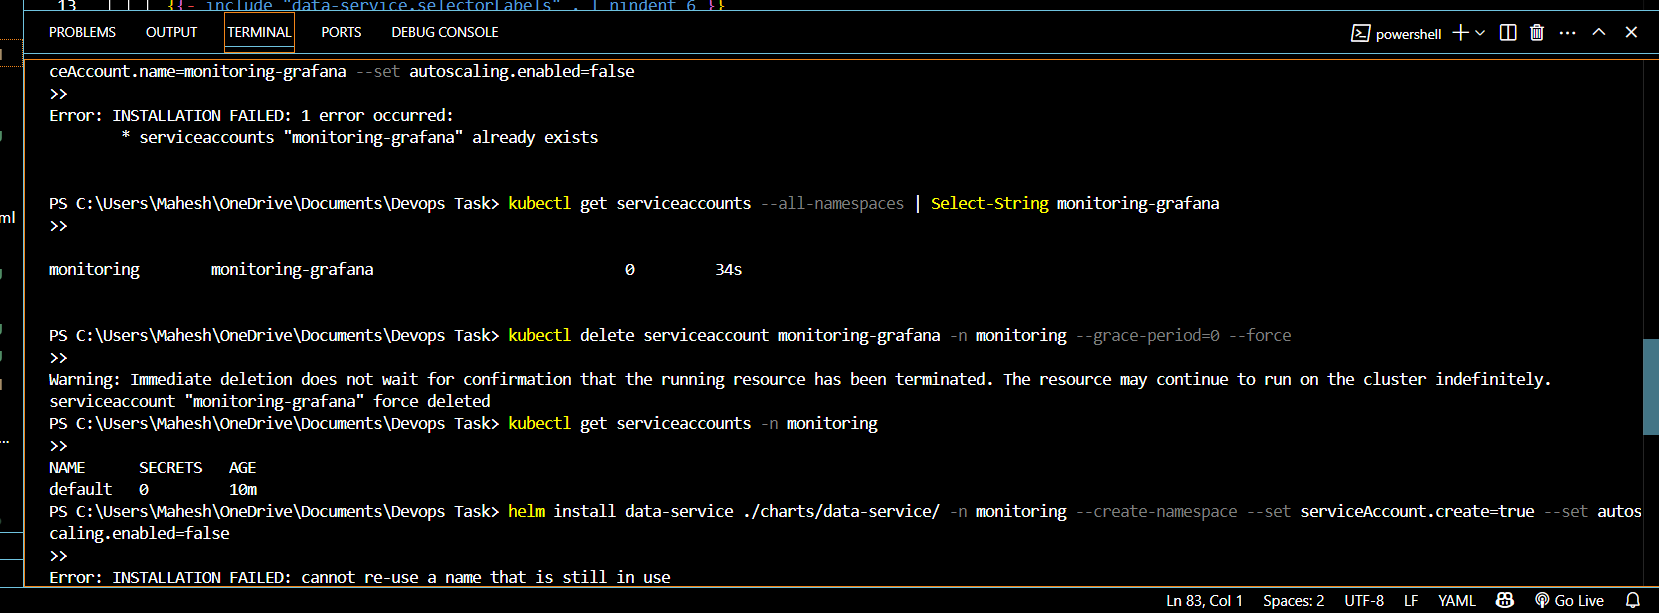 13 {{- include "data-service.selectorLabels" . | nindent 6 }}
PROBLEMS OUTPUT TERMINAL PORTS DEBUG CONSOLE powershell
ceAccount.name=monitoring-grafana --set autoscaling.enabled=false
>>
Error: INSTALLATION FAILED: 1 error occurred:
* serviceaccounts "monitoring-grafana" already exists
PS C:\Users\Mahesh\OneDrive\Documents\Devops Task> kubectl get serviceaccounts --all-namespaces | Select-String monitoring-grafana
>>
ml
monitoring monitoring-grafana 0 34s
PS C:\Users\Mahesh\OneDrive\Documents\Devops Task> kubectl delete serviceaccount monitoring-grafana -n monitoring --grace-period=0 --force
>>
Warning: Immediate deletion does not wait for confirmation that the running resource has been terminated. The resource may continue to run on the cluster indefinitely.
serviceaccount "monitoring-grafana" force deleted
PS C:\Users\Mahesh\OneDrive\Documents\Devops Task> kubectl get serviceaccounts -n monitoring
>>
...
NAME SECRETS AGE
default 0 10m
PS C:\Users\Mahesh\OneDrive\Documents\Devops Task> helm install data-service ./charts/data-service/ -n monitoring --create-namespace --set serviceAccount.create=true --set autos
caling.enabled=false
>>
Error: INSTALLATION FAILED: cannot re-use a name that is still in use
Ln 83, Col 1 Spaces: 2 UTF-8 LF YAML Go Live